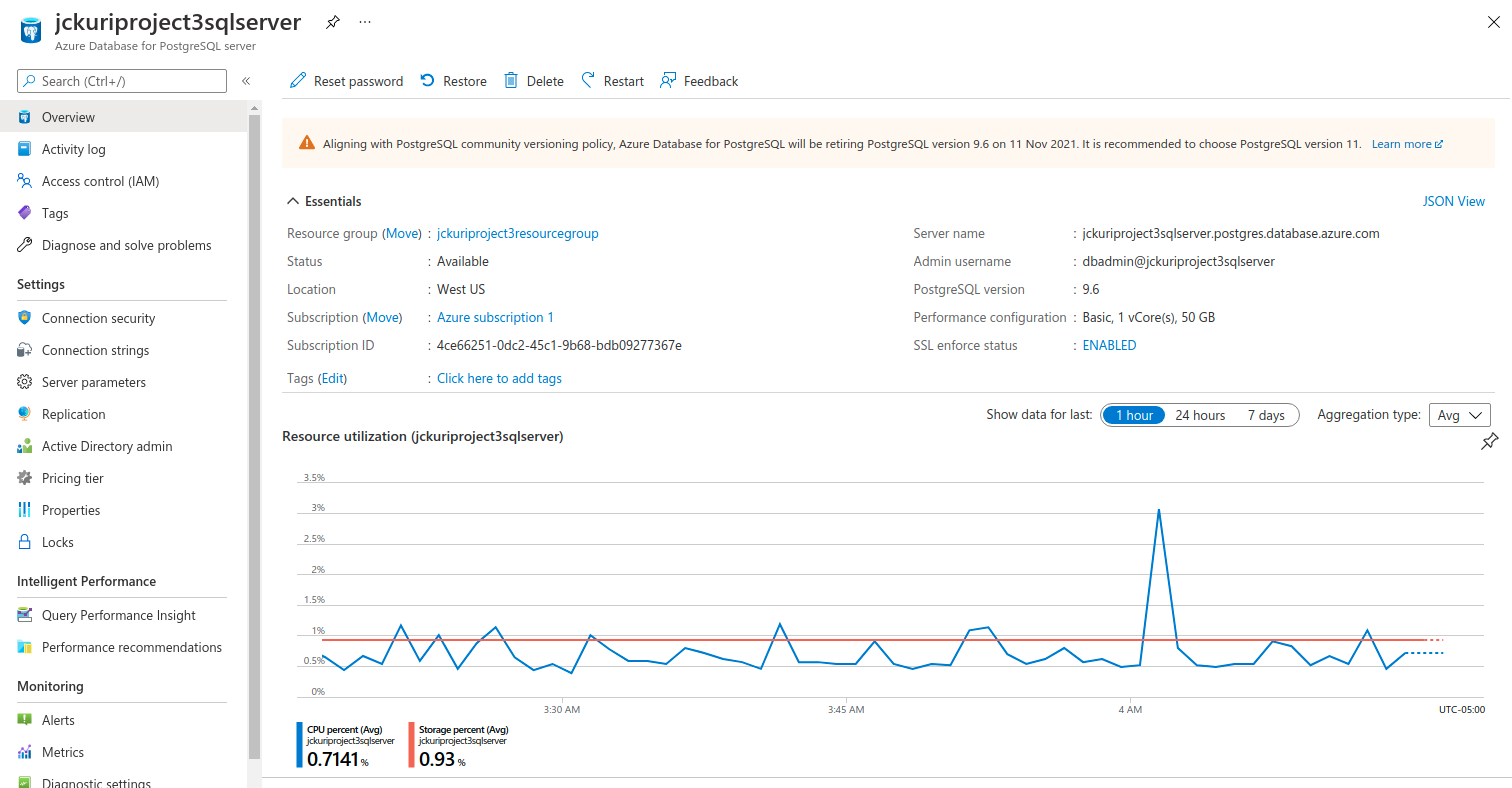 jckuriproject3sqlserver
Azure Database for PostgreSQL server
Search (Ctrl+/)
Overview
Activity log
Access control (IAM)
Tags
Diagnose and solve problems
Settings
Connection security
Connection strings
Server parameters
Replication
Active Directory admin
Pricing tier
Properties
Locks
Intelligent Performance
Query Performance Insight
Performance recommendations
Monitoring
Alerts
Metrics
Diagnostic settings
Reset password Restore Delete Restart Feedback
Aligning with PostgreSQL community versioning policy, Azure Database for PostgreSQL will be retiring PostgreSQL version 9.6 on 11 Nov 2021. It is recommended to choose PostgreSQL version 11. Learn more
Essentials JSON View
Resource group (Move) : jckuriproject3resourcegroup
Status : Available
Location : West US
Subscription (Move) : Azure subscription 1
Subscription ID : 4ce66251-0dc2-45c1-9b68-bdb09277367e
Tags (Edit) : Click here to add tags
Server name : jckuriproject3sqlserver.postgres.database.azure.com
Admin username : dbadmin@jckuriproject3sqlserver
PostgreSQL version : 9.6
Performance configuration : Basic, 1 vCore(s), 50 GB
SSL enforce status : ENABLED
Show data for last: 1 hour 24 hours 7 days Aggregation type: Avg
Resource utilization (jckuriproject3sqlserver)
3.5%
3%
2.5%
2%
1.5%
1%
0.5%
0%
3:30 AM 3:45 AM 4 AM UTC-05:00
CPU percent (Avg)
jckuriproject3sqlserver
0.7141 %
Storage percent (Avg)
jckuriproject3sqlserver
0.93 %